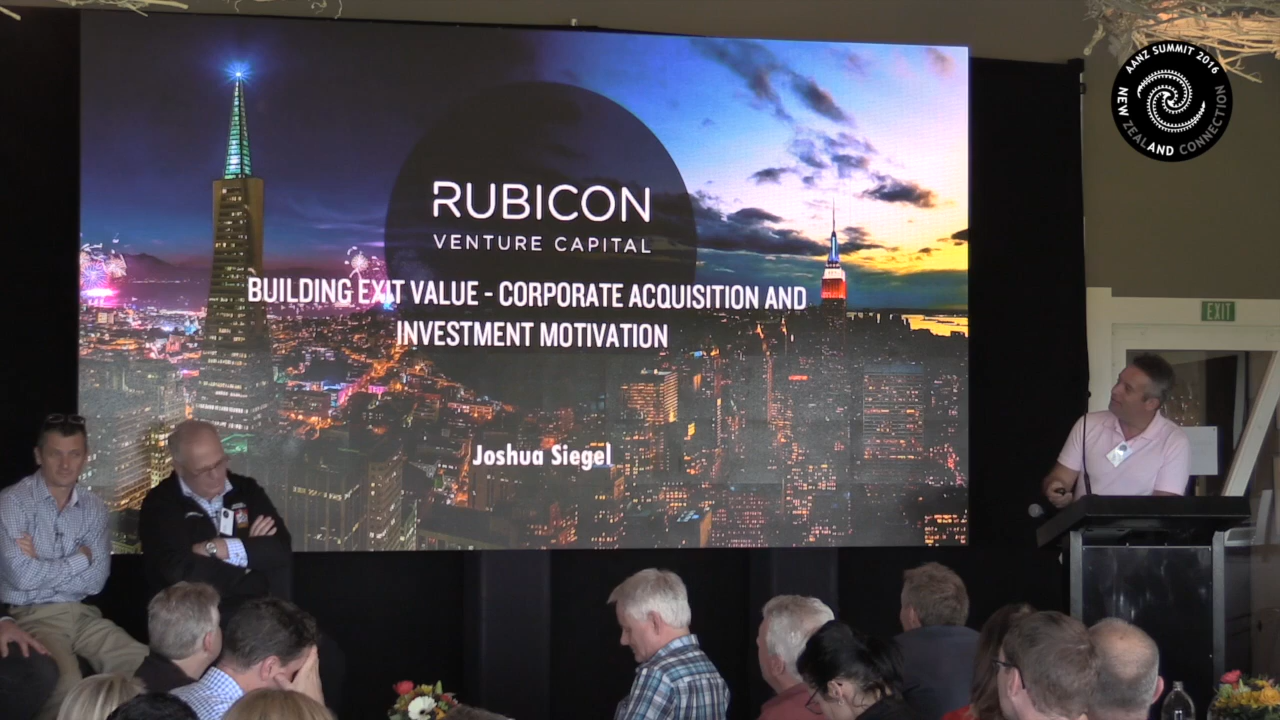 AANZ SUMMIT 2016
NEW ZEALAND CONNECTION
RUBICON
VENTURE CAPITAL
BUILDING EXIT VALUE - CORPORATE ACQUISITION AND
INVESTMENT MOTIVATION
Joshua Siegel
EXIT